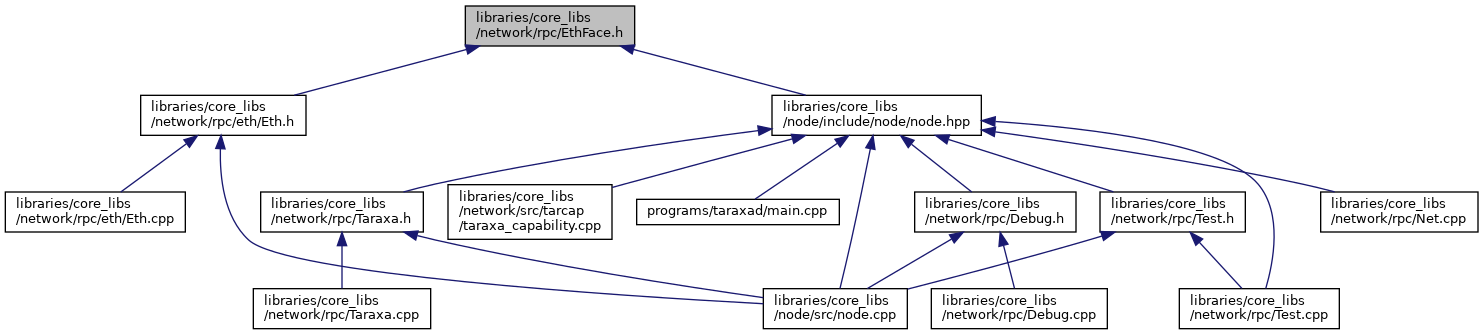 libraries/core_libs
/network/rpc/EthFace.h
libraries/core_libs
/network/rpc/eth/Eth.h
libraries/core_libs
/node/include/node/node.hpp
libraries/core_libs
/network/rpc/eth/Eth.cpp
libraries/core_libs
/network/rpc/Taraxa.h
libraries/core_libs
/network/src/tarcap
/taraxa_capability.cpp
programs/taraxad/main.cpp
libraries/core_libs
/network/rpc/Debug.h
libraries/core_libs
/network/rpc/Test.h
libraries/core_libs
/network/rpc/Net.cpp
libraries/core_libs
/network/rpc/Taraxa.cpp
libraries/core_libs
/node/src/node.cpp
libraries/core_libs
/network/rpc/Debug.cpp
libraries/core_libs
/network/rpc/Test.cpp